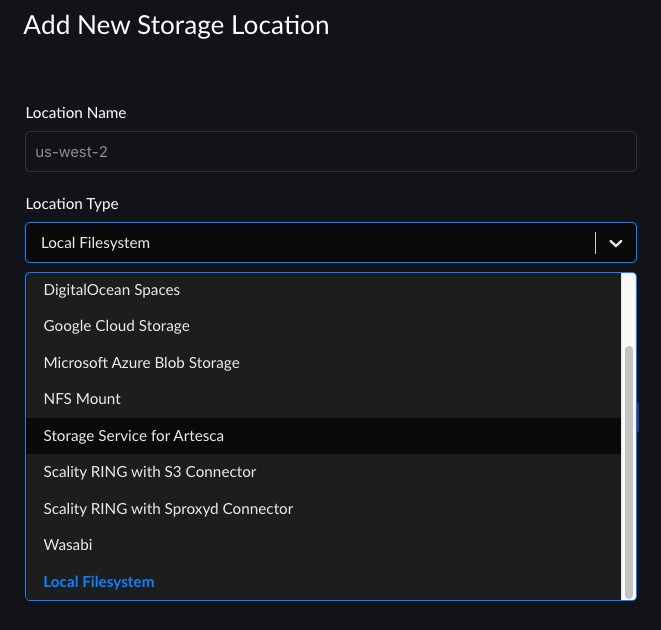 Add New Storage Location
Location Name
us-west-2
Location Type
Local Filesystem
DigitalOcean Spaces
Google Cloud Storage
Microsoft Azure Blob Storage
NFS Mount
Storage Service for Artesca
Scality RING with S3 Connector
Scality RING with Sproxyd Connector
Wasabi
Local Filesystem